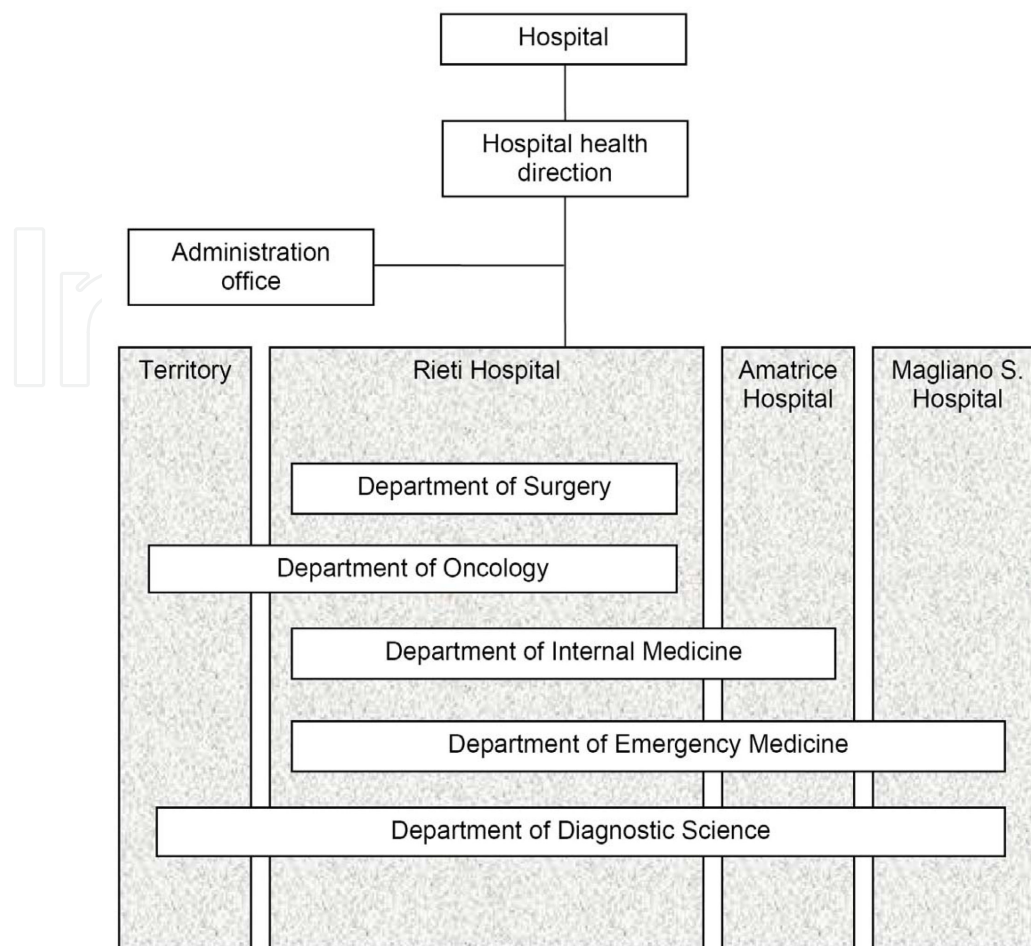 Hospital
Hospital health
direction
Administration
office
Territory
Rieti Hospital
Amatrice
Hospital
Magliano S.
Hospital
Department of Surgery
Department of Oncology
Department of Internal Medicine
Department of Emergency Medicine
Department of Diagnostic Science